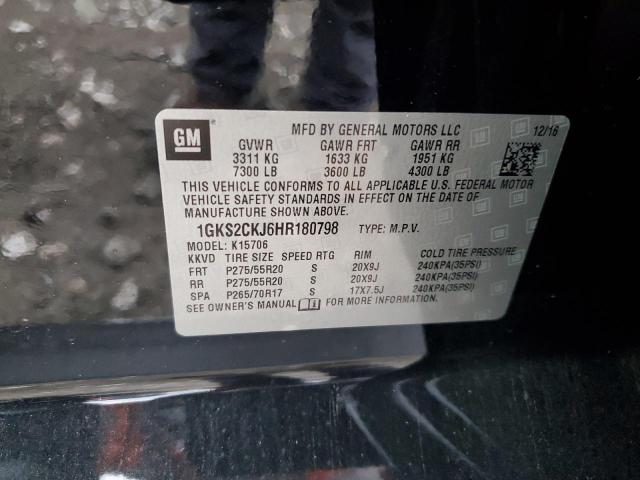 GM
MFD BY GENERAL MOTORS LLC 12/16
GVWR GAWR FRT GAWR RR
3311 KG 1633 KG 1951 KG
7300 LB 3600 LB 4300 LB
THIS VEHICLE CONFORMS TO ALL APPLICABLE U.S. FEDERAL MOTOR
VEHICLE SAFETY STANDARDS IN EFFECT ON THE DATE OF
MANUFACTURE SHOWN ABOVE.
1GKS2CKJ6HR180798 TYPE: M.P.V.
MODEL: K15706
KKVD TIRE SIZE SPEED RTG RIM COLD TIRE PRESSURE
FRT P275/55R20 S 20X9J 240KPA(35PSI)
RR P275/55R20 S 20X9J 240KPA(35PSI)
SPA P265/70R17 S 17X7.5J 240KPA(35PSI)
SEE OWNER'S MANUAL FOR MORE INFORMATION.